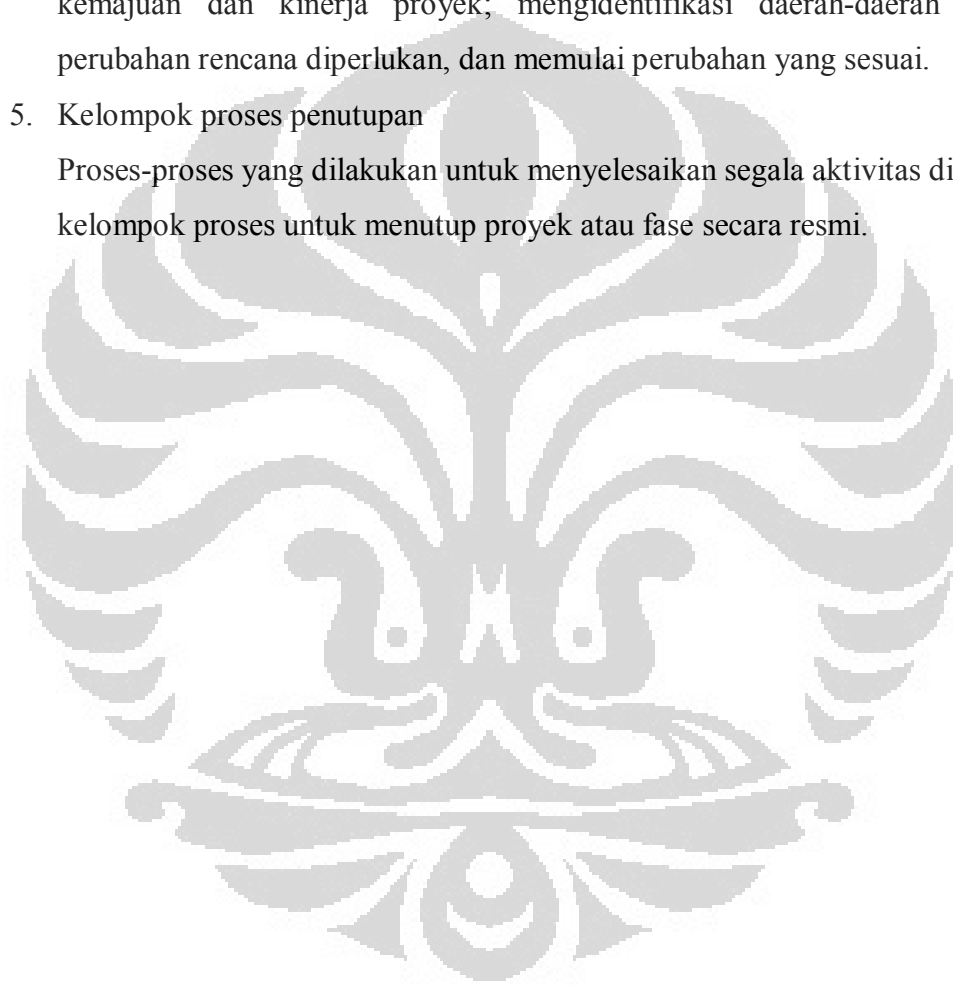 kemajuan dan kinerja proyek; mengidentifikasi daerah-daerah
perubahan rencana diperlukan, dan memulai perubahan yang sesuai.
5. Kelompok proses penutupan
Proses-proses yang dilakukan untuk menyelesaikan segala aktivitas di
kelompok proses untuk menutup proyek atau fase secara resmi.